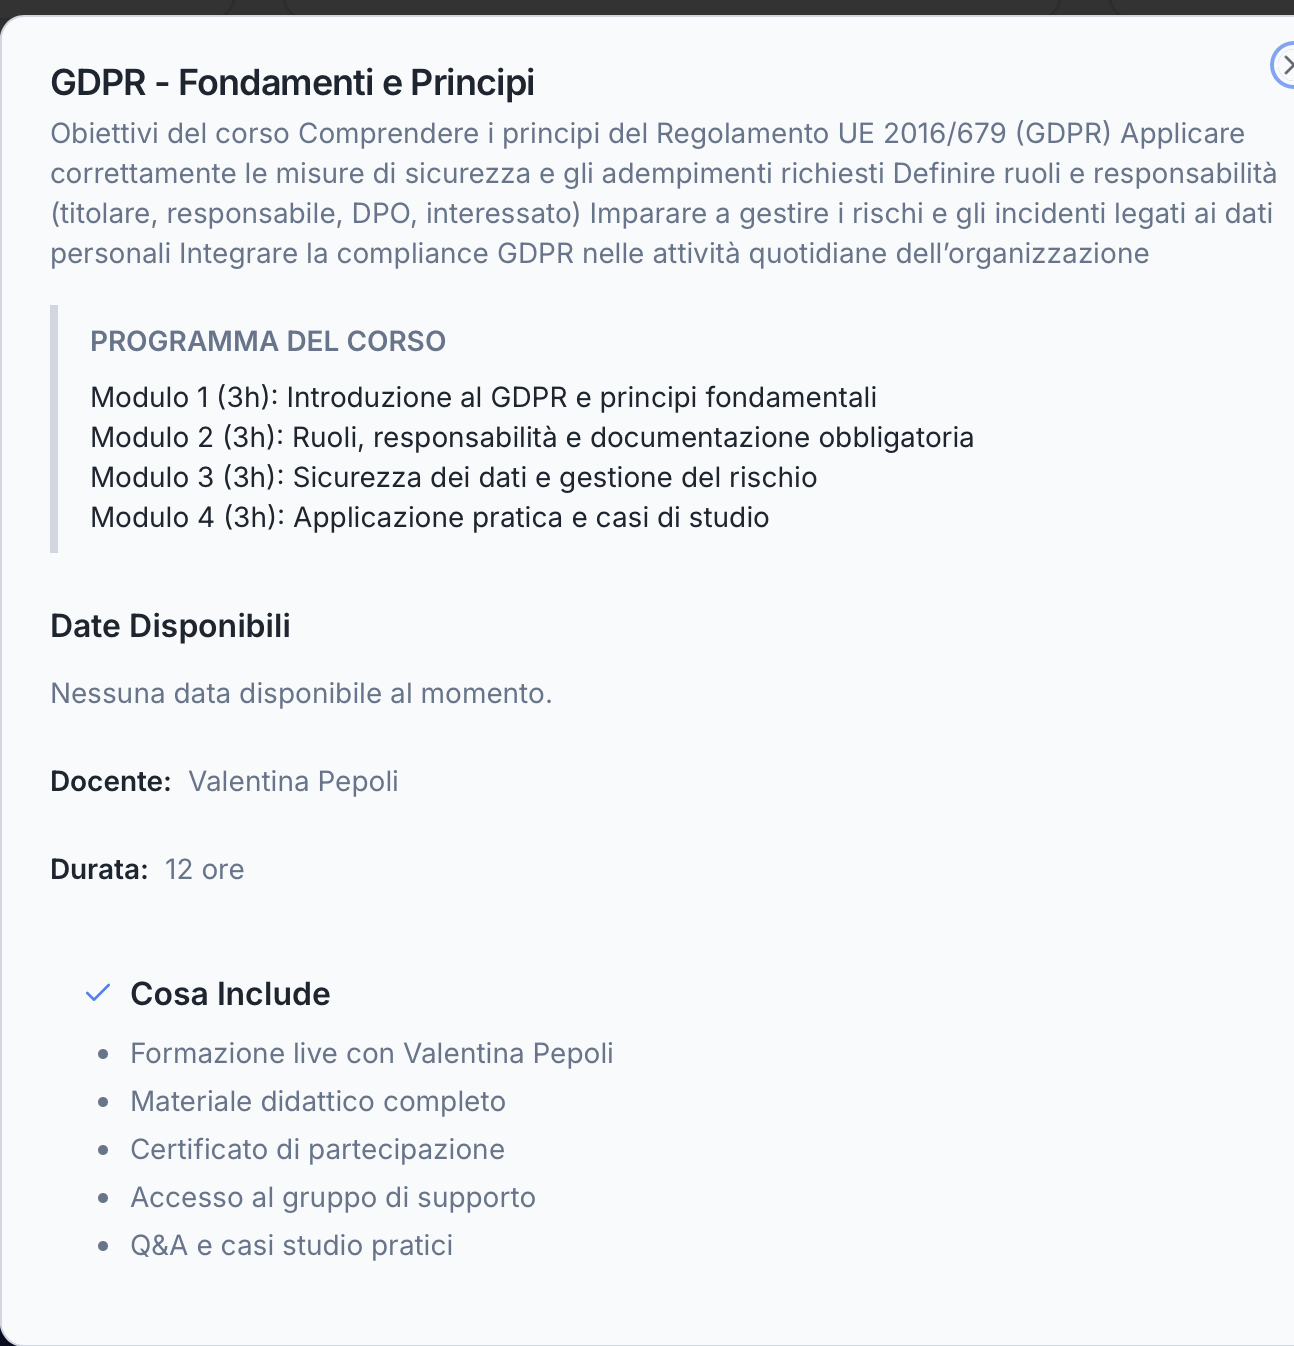 GDPR - Fondamenti e Principi
Obiettivi del corso Comprendere i principi del Regolamento UE 2016/679 (GDPR) Applicare
correttamente le misure di sicurezza e gli adempimenti richiesti Definire ruoli e responsabilità
(titolare, responsabile, DPO, interessato) Imparare a gestire i rischi e gli incidenti legati ai dati
personali Integrare la compliance GDPR nelle attività quotidiane dell’organizzazione
PROGRAMMA DEL CORSO
Modulo 1 (3h): Introduzione al GDPR e principi fondamentali
Modulo 2 (3h): Ruoli, responsabilità e documentazione obbligatoria
Modulo 3 (3h): Sicurezza dei dati e gestione del rischio
Modulo 4 (3h): Applicazione pratica e casi di studio
Date Disponibili
Nessuna data disponibile al momento.
Docente: Valentina Pepoli
Durata: 12 ore
Cosa Include
Formazione live con Valentina Pepoli
Materiale didattico completo
Certificato di partecipazione
Accesso al gruppo di supporto
Q&A e casi studio pratici